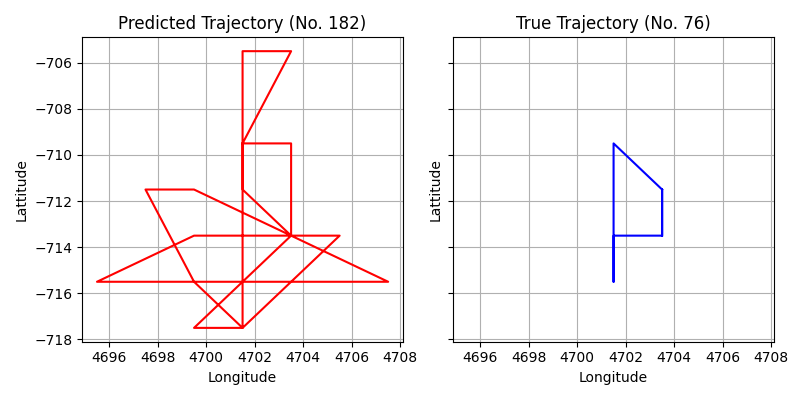 Predicted Trajectory (No. 182)
True Trajectory (No. 76)
Lattitude
−706
−708
−710
−712
−714
−716
−718
4696 4698 4700 4702 4704 4706 4708
Longitude
Lattitude
4696 4698 4700 4702 4704 4706 4708
Longitude